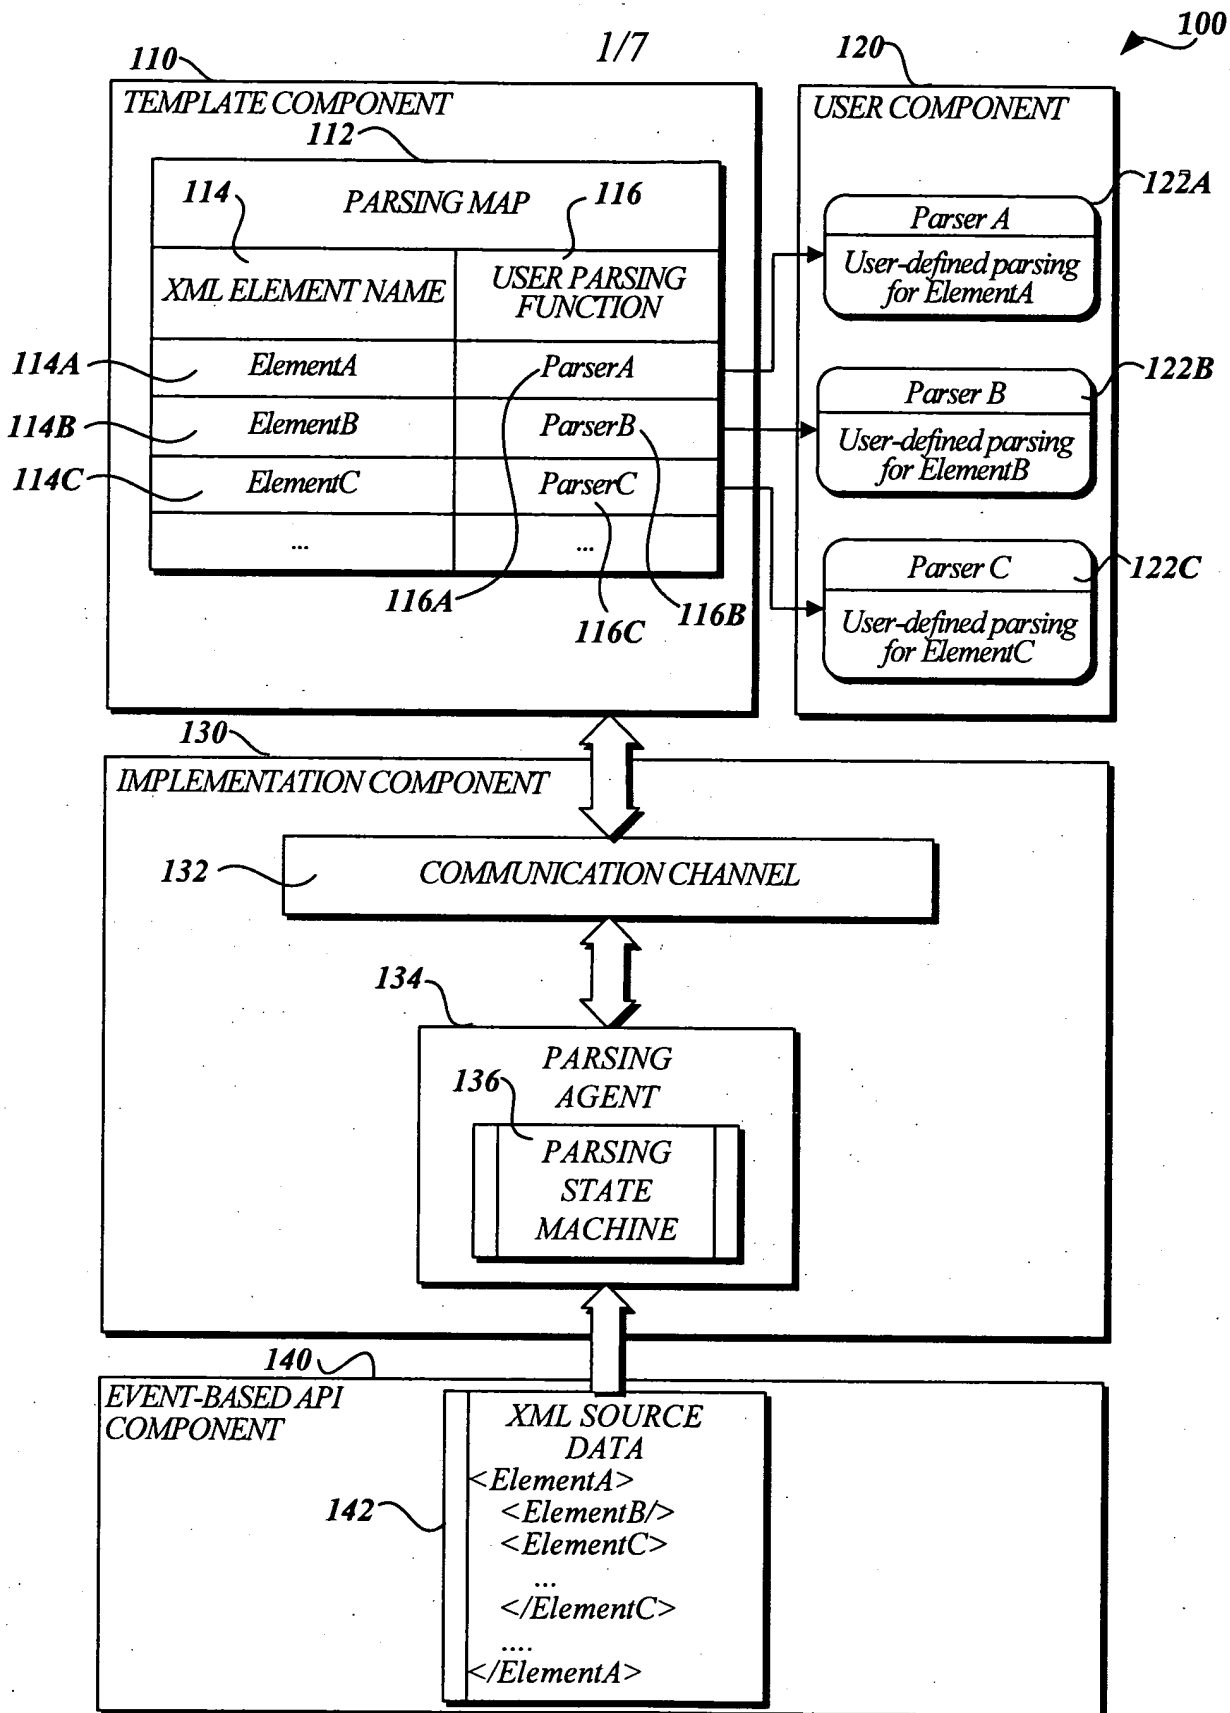 1/7
100
110
TEMPLATE COMPONENT
112
PARSING MAP
114
116
XML ELEMENT NAME
USER PARSING
FUNCTION
114A
ElementA
ParserA
114B
ElementB
ParserB
114C
ElementC
ParserC
...
...
116A
116C
116B
120
USER COMPONENT
122A
Parser A
User-defined parsing
for ElementA
122B
Parser B
User-defined parsing
for ElementB
122C
Parser C
User-defined parsing
for ElementC
130
IMPLEMENTATION COMPONENT
132
COMMUNICATION CHANNEL
134
PARSING
AGENT
136
PARSING
STATE
MACHINE
140
EVENT-BASED API
COMPONENT
142
XML SOURCE
DATA
<ElementA>
<ElementB/>
<ElementC>
...
</ElementC>
....
</ElementA>